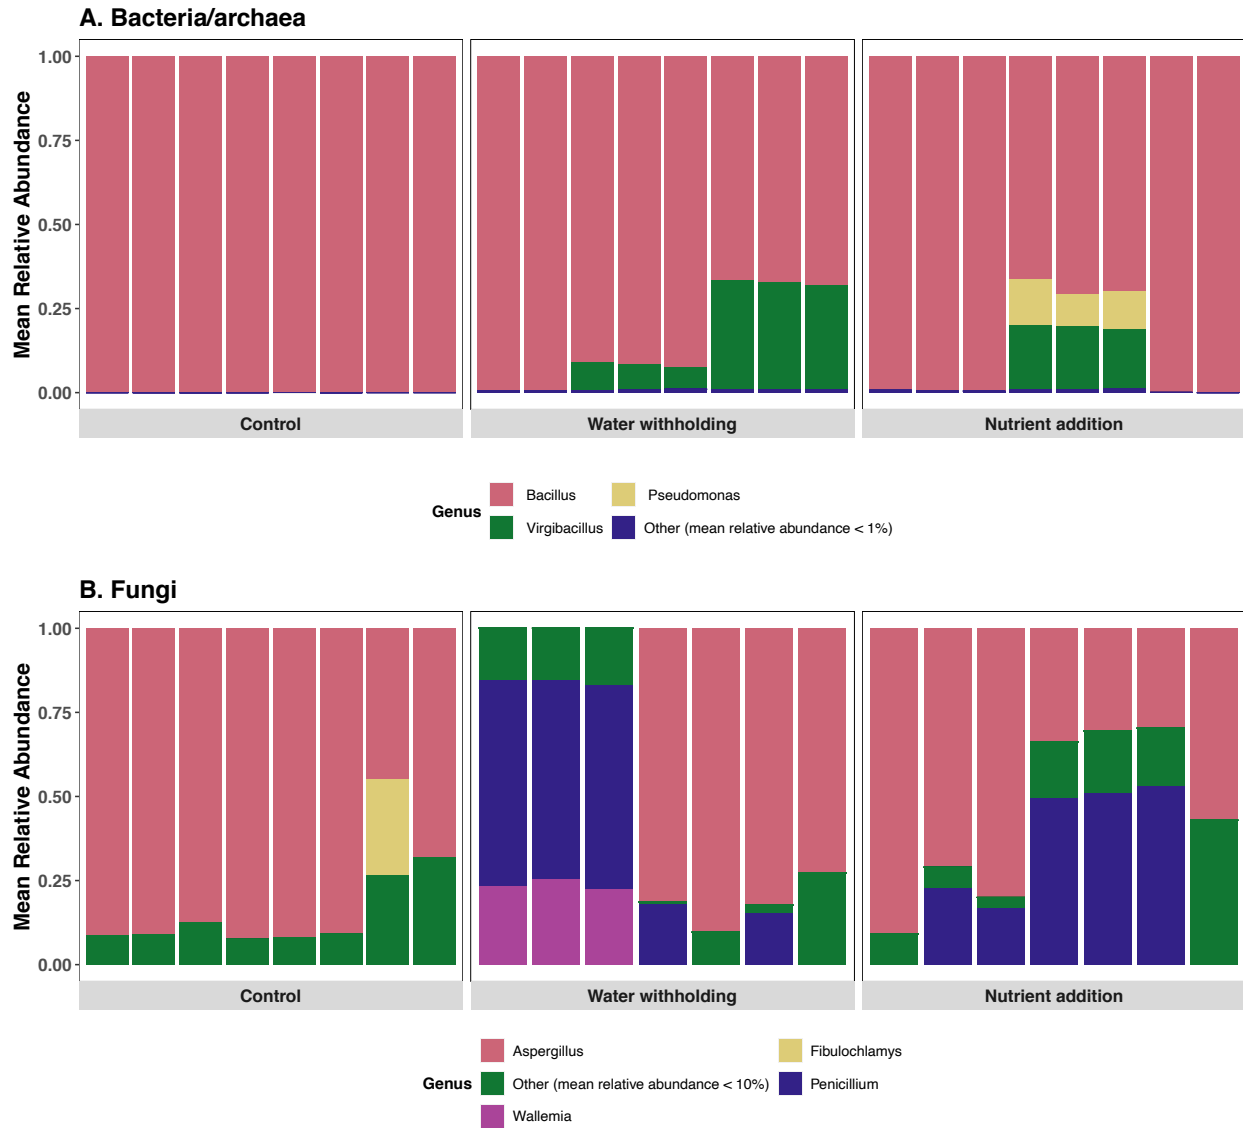 A. Bacteria/archaea
Mean Relative Abundance
1.00
0.75
0.50
0.25
0.00
Control
Water withholding
Nutrient addition
Genus
Bacillus
Pseudomonas
Virgibacillus
Other (mean relative abundance < 1%)
B. Fungi
Mean Relative Abundance
1.00
0.75
0.50
0.25
0.00
Control
Water withholding
Nutrient addition
Genus
Aspergillus
Fibulochlamys
Other (mean relative abundance < 10%)
Penicillium
Wallemia